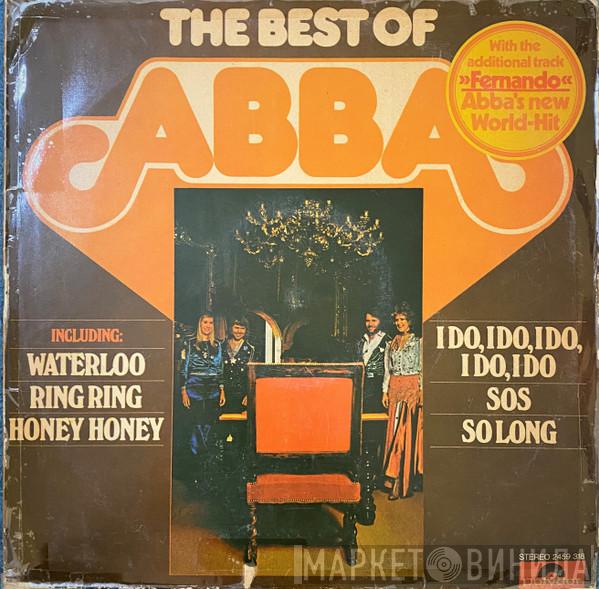 THE BEST OF
ABBA
With the
additional track
»Fernando«
Abba's new
World-Hit
INCLUDING:
WATERLOO
RING RING
HONEY HONEY
I DO, I DO, I DO,
I DO, I DO
SOS
SO LONG
STEREO 2459 318
МАРКЕТ ВИНИЛА